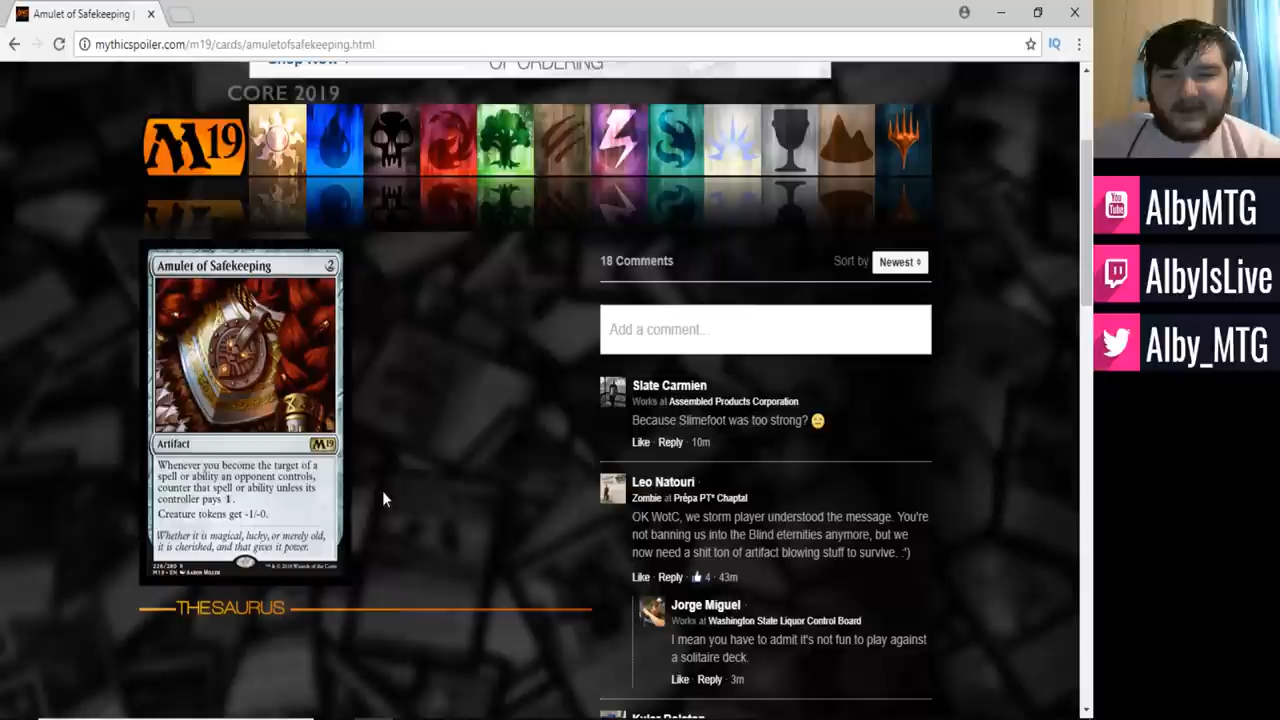 Amulet of Safekeeping |
mythicspoiler.com/m19/cards/amuletofsafekeeping.html
IQ
OF ORDERING
CORE 2019
M19
Amulet of Safekeeping 2
Artifact M19
Whenever you become the target of a
spell or ability an opponent controls,
counter that spell or ability unless its
controller pays 1.
Creature tokens get -1/-0.
Whether it is magical, lucky, or merely old,
it is cherished, and that gives it power.
THESAURUS
18 Comments
Sort by Newest
Add a comment...
Slate Carmien
Works at Assembled Products Corporation
Because Slimefoot was too strong?
Like · Reply · 10m
Leo Natouri ·
Zombie at Prêpa PT* Chaptal
OK WotC, we storm player understood the message. You're
not banning us into the Blind eternities anymore, but we
now need a shit ton of artifact blowing stuff to survive. :')
Like · Reply · 4 · 43m
Jorge Miguel ·
Works at Washington State Liquor Control Board
I mean you have to admit it's not fun to play against
a solitaire deck.
Like · Reply · 3m
You Tube AlbyMTG
AlbyIsLive
Alby_MTG